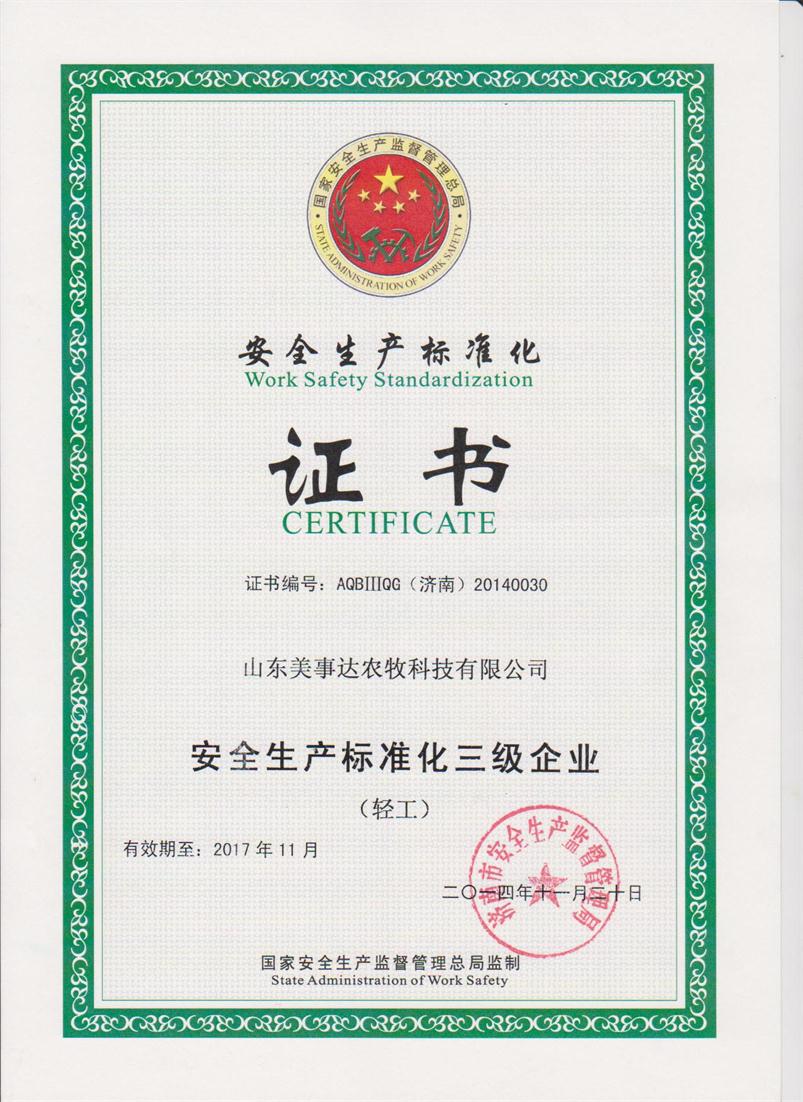 国家安全生产监督管理总局
STATE ADMINISTRATION OF WORK SAFETY
安全生产标准化
Work Safety Standardization
证 书
CERTIFICATE
证书编号：AQBⅢQG（济南）20140030
山东美事达农牧科技有限公司
安全生产标准化三级企业
（轻工）
有效期至：2017年11月
济南市安全生产监督管理局
二〇一四年十一月二十日
国家安全生产监督管理总局监制
State Administration of Work Safety